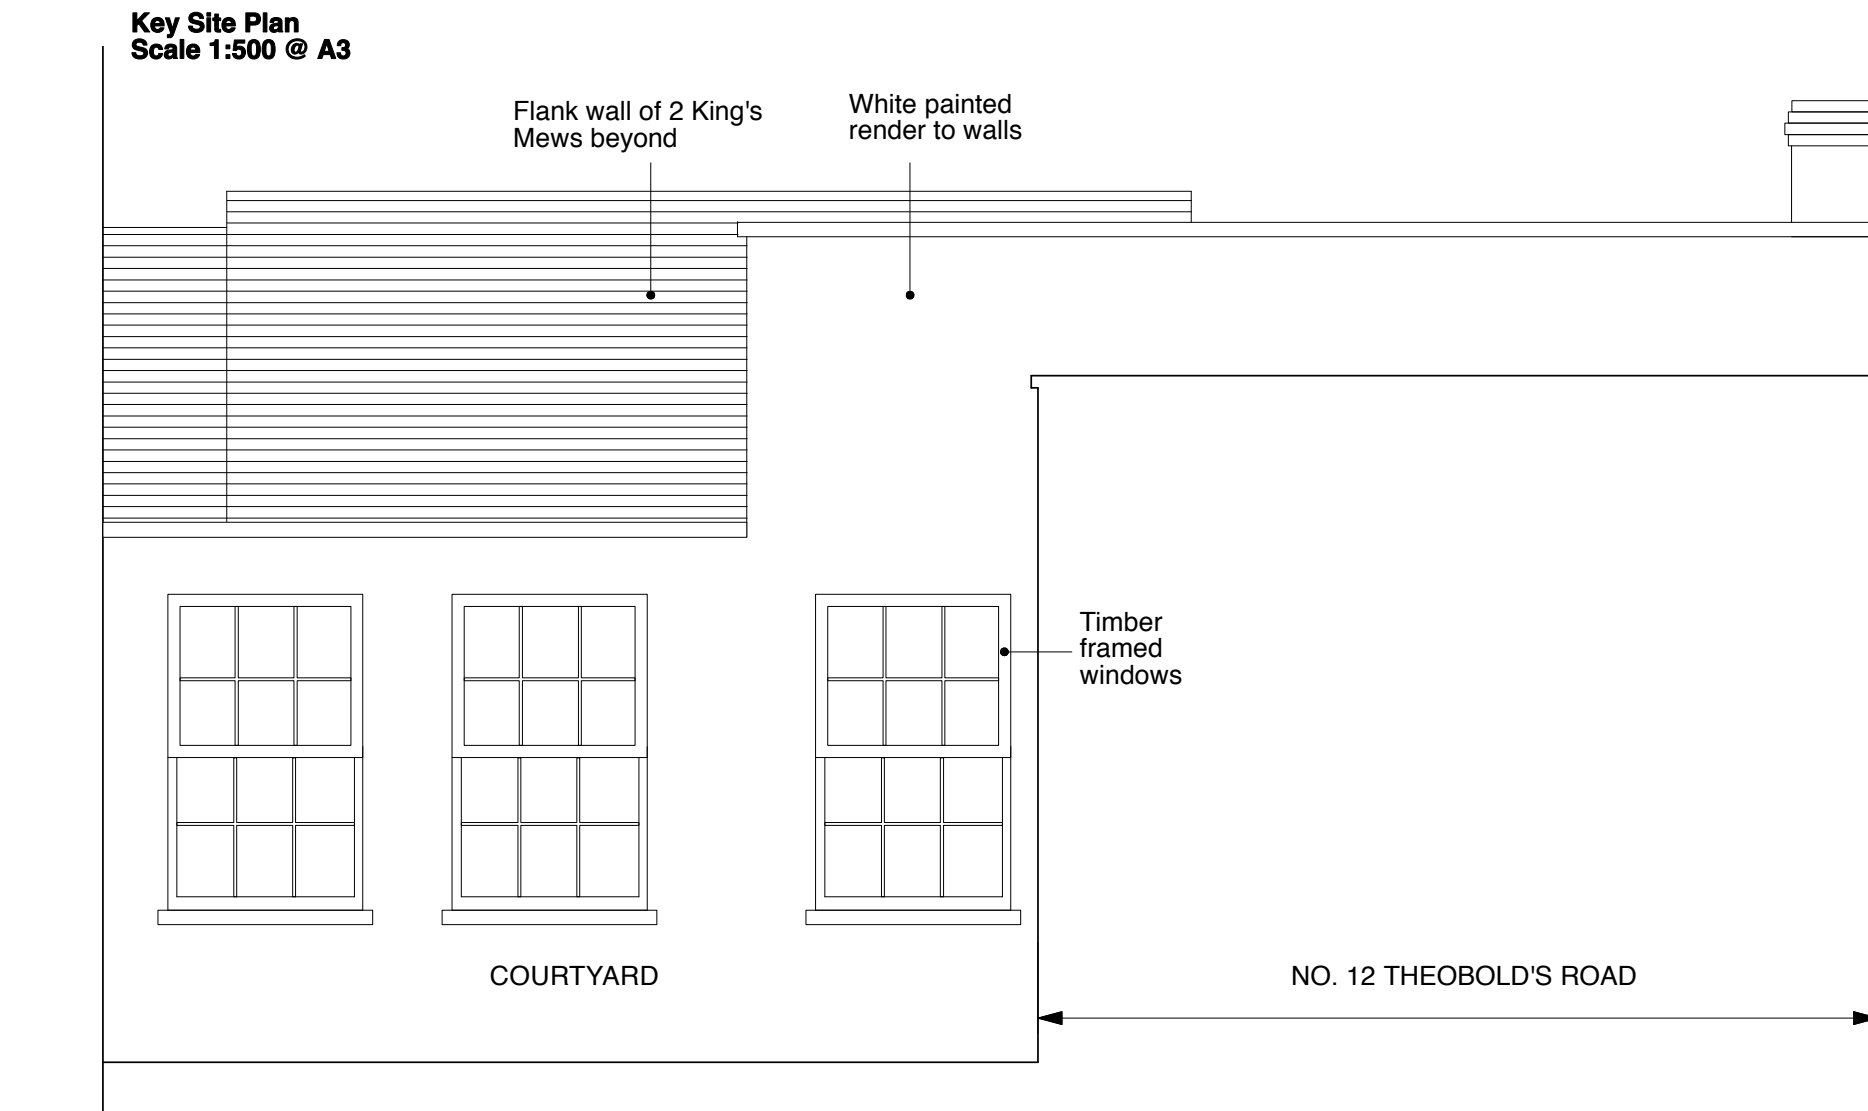 Key Site Plan
Scale 1:500 @ A3
Flank wall of 2 King's
Mews beyond
White painted
render to walls
Timber
framed
windows
COURTYARD
NO. 12 THEOBOLD'S ROAD